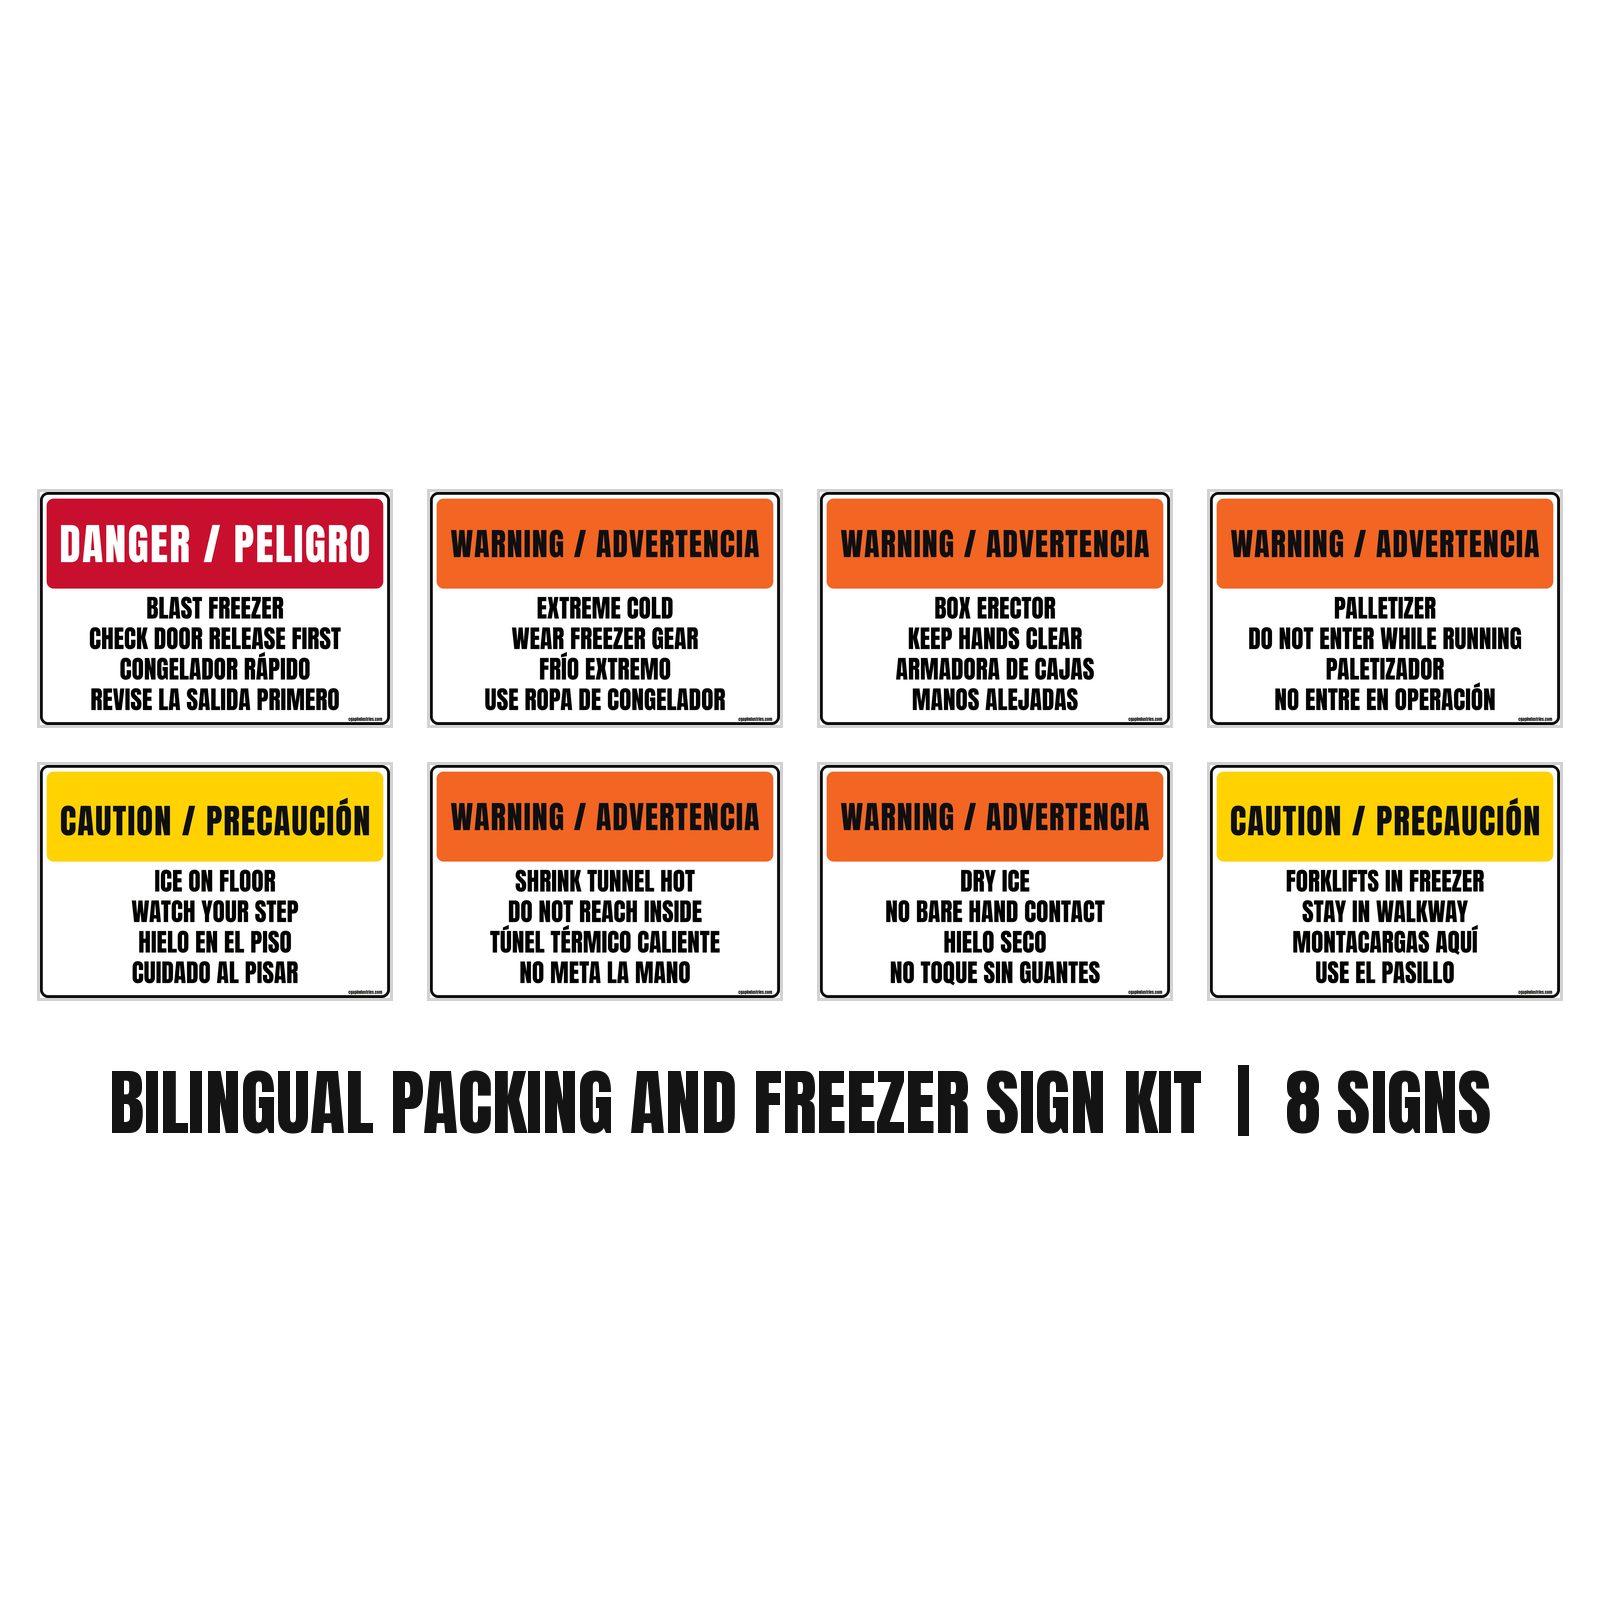 DANGER / PELIGRO
BLAST FREEZER
CHECK DOOR RELEASE FIRST
CONGELADOR RÁPIDO
REVISE LA SALIDA PRIMERO
WARNING / ADVERTENCIA
EXTREME COLD
WEAR FREEZER GEAR
FRÍO EXTREMO
USE ROPA DE CONGELADOR
WARNING / ADVERTENCIA
BOX ERECTOR
KEEP HANDS CLEAR
ARMADORA DE CAJAS
MANOS ALEJADAS
WARNING / ADVERTENCIA
PALLETIZER
DO NOT ENTER WHILE RUNNING
PALETIZADOR
NO ENTRE EN OPERACIÓN
CAUTION / PRECAUCIÓN
ICE ON FLOOR
WATCH YOUR STEP
HIELO EN EL PISO
CUIDADO AL PISAR
WARNING / ADVERTENCIA
SHRINK TUNNEL HOT
DO NOT REACH INSIDE
TÚNEL TÉRMICO CALIENTE
NO META LA MANO
WARNING / ADVERTENCIA
DRY ICE
NO BARE HAND CONTACT
HIELO SECO
NO TOQUE SIN GUANTES
CAUTION / PRECAUCIÓN
FORKLIFTS IN FREEZER
STAY IN WALKWAY
MONTACARGAS AQUÍ
USE EL PASILLO
BILINGUAL PACKING AND FREEZER SIGN KIT | 8 SIGNS